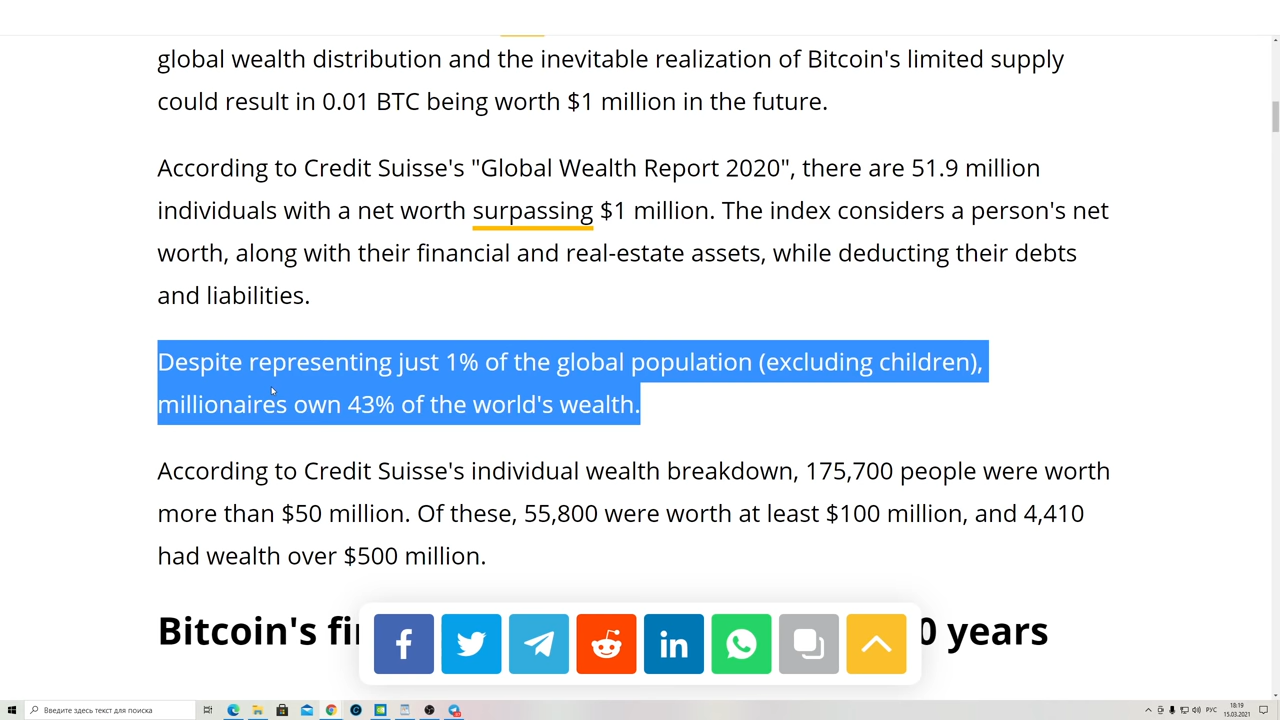 global wealth distribution and the inevitable realization of Bitcoin's limited supply
could result in 0.01 BTC being worth $1 million in the future.
According to Credit Suisse's "Global Wealth Report 2020", there are 51.9 million
individuals with a net worth surpassing $1 million. The index considers a person's net
worth, along with their financial and real-estate assets, while deducting their debts
and liabilities.
Despite representing just 1% of the global population (excluding children),
millionaires own 43% of the world's wealth.
According to Credit Suisse's individual wealth breakdown, 175,700 people were worth
more than $50 million. Of these, 55,800 were worth at least $100 million, and 4,410
had wealth over $500 million.
Bitcoin's 0 years
f in
Введите здесь текст для поиска
РУС
18:19
15.03.2021